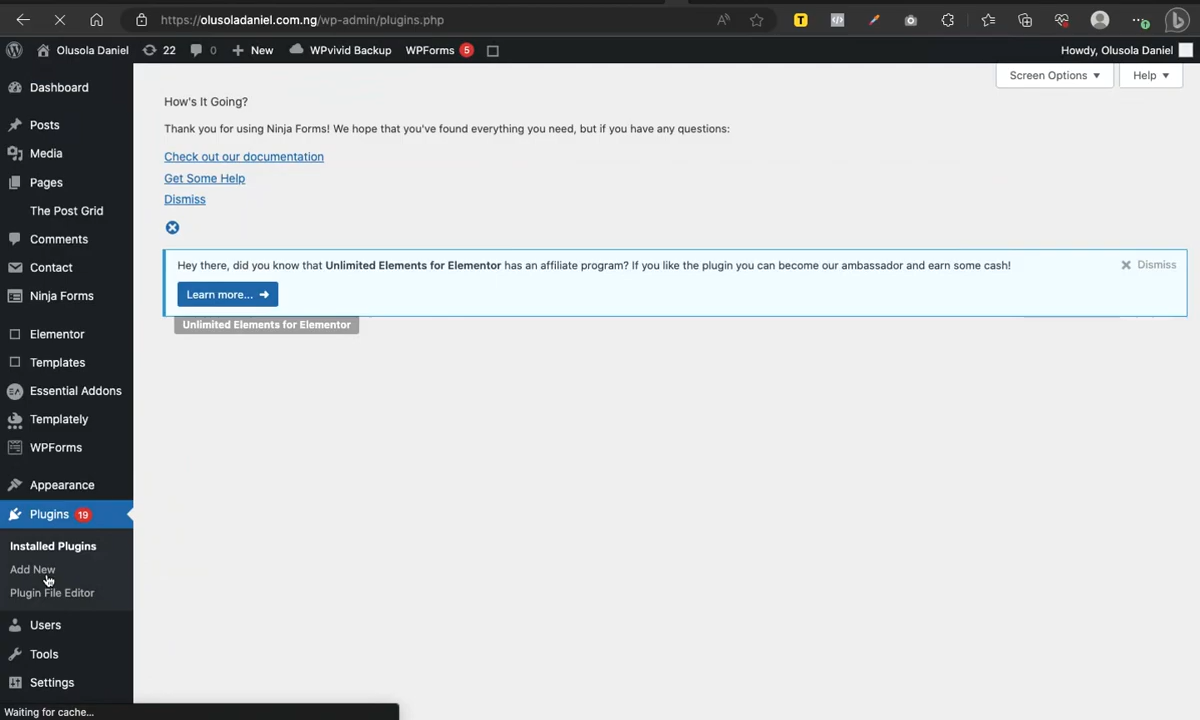 https://olusoladaniel.com.ng/wp-admin/plugins.php
Olusola Daniel 22 0 New WPvivid Backup WPForms 5 Howdy, Olusola Daniel
Screen Options Help
Dashboard
Posts
Media
Pages
The Post Grid
Comments
Contact
Ninja Forms
Elementor
Templates
Essential Addons
Templately
WPForms
Appearance
Plugins 19
Installed Plugins
Add New
Plugin File Editor
Users
Tools
Settings
How's It Going?
Thank you for using Ninja Forms! We hope that you've found everything you need, but if you have any questions:
Check out our documentation
Get Some Help
Dismiss
Hey there, did you know that Unlimited Elements for Elementor has an affiliate program? If you like the plugin you can become our ambassador and earn some cash!
Dismiss
Learn more...
Unlimited Elements for Elementor
Waiting for cache...